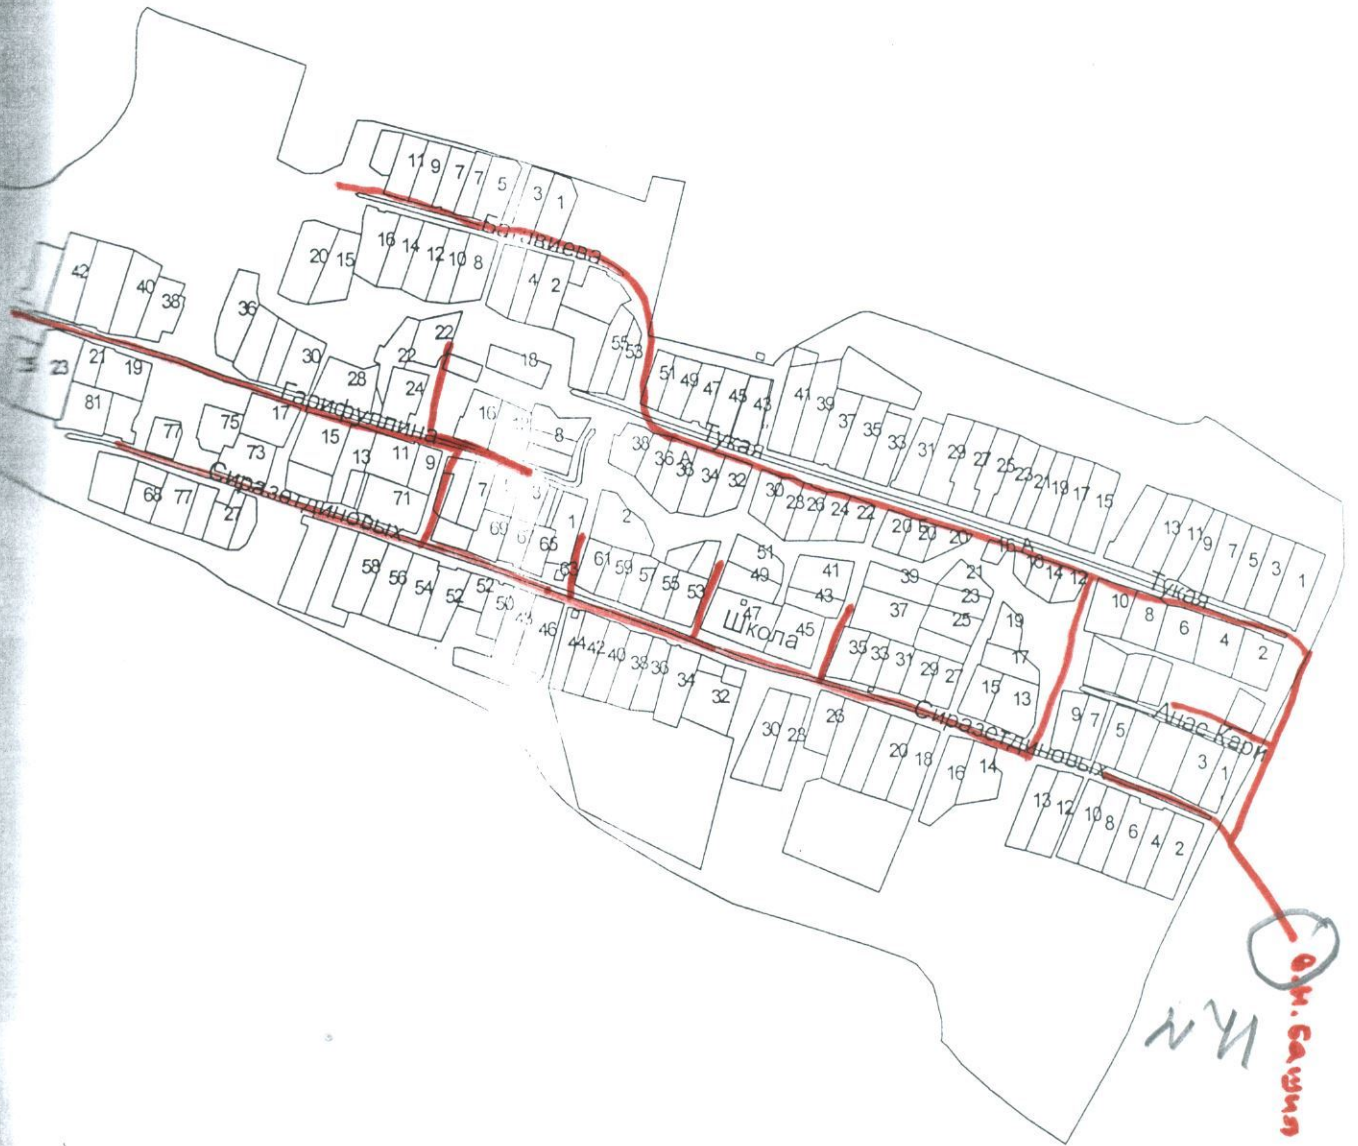 11 9 7 7 5 3 1
Баязиева
16 14 12 10 8 4 2
20 15
42 40 38
36 30 28 22 24 22 18
55 53
51 49 47 45 43 41 39 37 35 33 31 29 27 25 23 21 19 17 15 13 11 9 7 5 3 1
Тукая
38 36 А 36 34 32 30 28 26 24 22 20 Б 20 20 16 А 16 14 12
Тукая
10 8 6 4 2
23 21 19
Гарифуллина
17 15 13 11 9 7 3 1
16 8 2
81 77 75 73 71 69 65 63 61 59 57 55 53
51 49 47 45 41 43
Школа
39 37 35 33 31 29 27 21 23 25 19 17 15 13
Сиразетдиновых
68 77 27 58 56 54 52 52 50 46 44 42 40 38 36 34 32 30 28 26 20 18 16 14
Сиразетдиновых
9 7 5 3 1
Анае Кари
13 12 10 8 6 4 2
в.н. башня